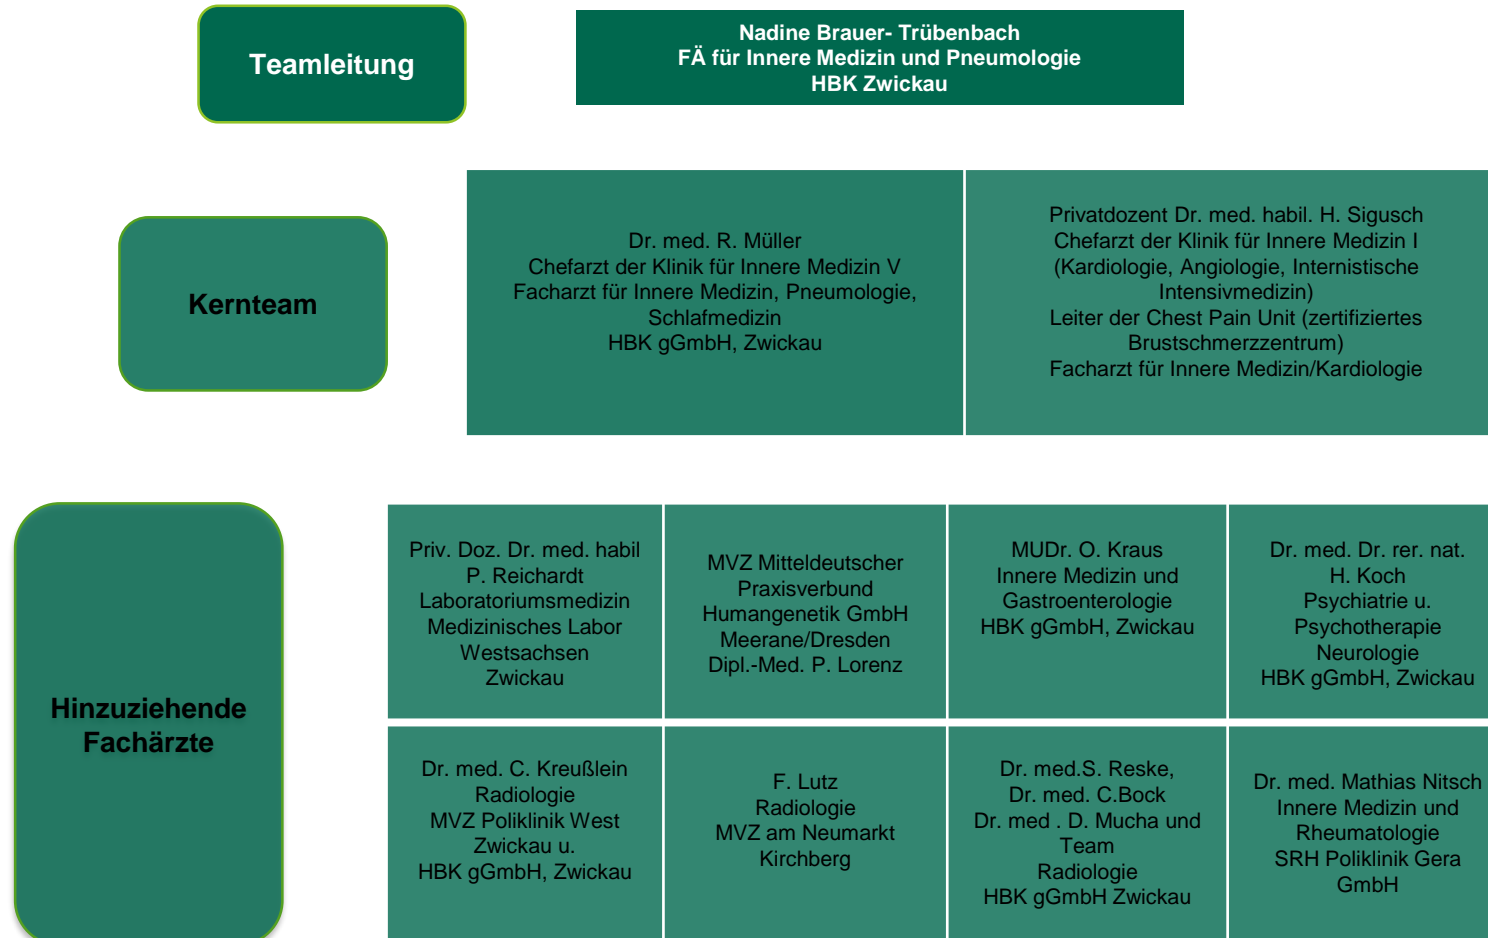 Teamleitung
Nadine Brauer- Trübenbach
FÄ für Innere Medizin und Pneumologie
HBK Zwickau
Kernteam
Dr. med. R. Müller
Chefarzt der Klinik für Innere Medizin V
Facharzt für Innere Medizin, Pneumologie,
Schlafmedizin
HBK gGmbH, Zwickau
Privatdozent Dr. med. habil. H. Sigusch
Chefarzt der Klinik für Innere Medizin I
(Kardiologie, Angiologie, Internistische
Intensivmedizin)
Leiter der Chest Pain Unit (zertifiziertes
Brustschmerzzentrum)
Facharzt für Innere Medizin/Kardiologie
Hinzuziehende
Fachärzte
Priv. Doz. Dr. med. habil
P. Reichardt
Laboratoriumsmedizin
Medizinisches Labor
Westsachsen
Zwickau
MVZ Mitteldeutscher
Praxisverbund
Humangenetik GmbH
Meerane/Dresden
Dipl.-Med. P. Lorenz
MUDr. O. Kraus
Innere Medizin und
Gastroenterologie
HBK gGmbH, Zwickau
Dr. med. Dr. rer. nat.
H. Koch
Psychiatrie u.
Psychotherapie
Neurologie
HBK gGmbH, Zwickau
Dr. med. C. Kreußlein
Radiologie
MVZ Poliklinik West
Zwickau u.
HBK gGmbH, Zwickau
F. Lutz
Radiologie
MVZ am Neumarkt
Kirchberg
Dr. med.S. Reske,
Dr. med. C.Bock
Dr. med . D. Mucha und
Team
Radiologie
HBK gGmbH Zwickau
Dr. med. Mathias Nitsch
Innere Medizin und
Rheumatologie
SRH Poliklinik Gera
GmbH